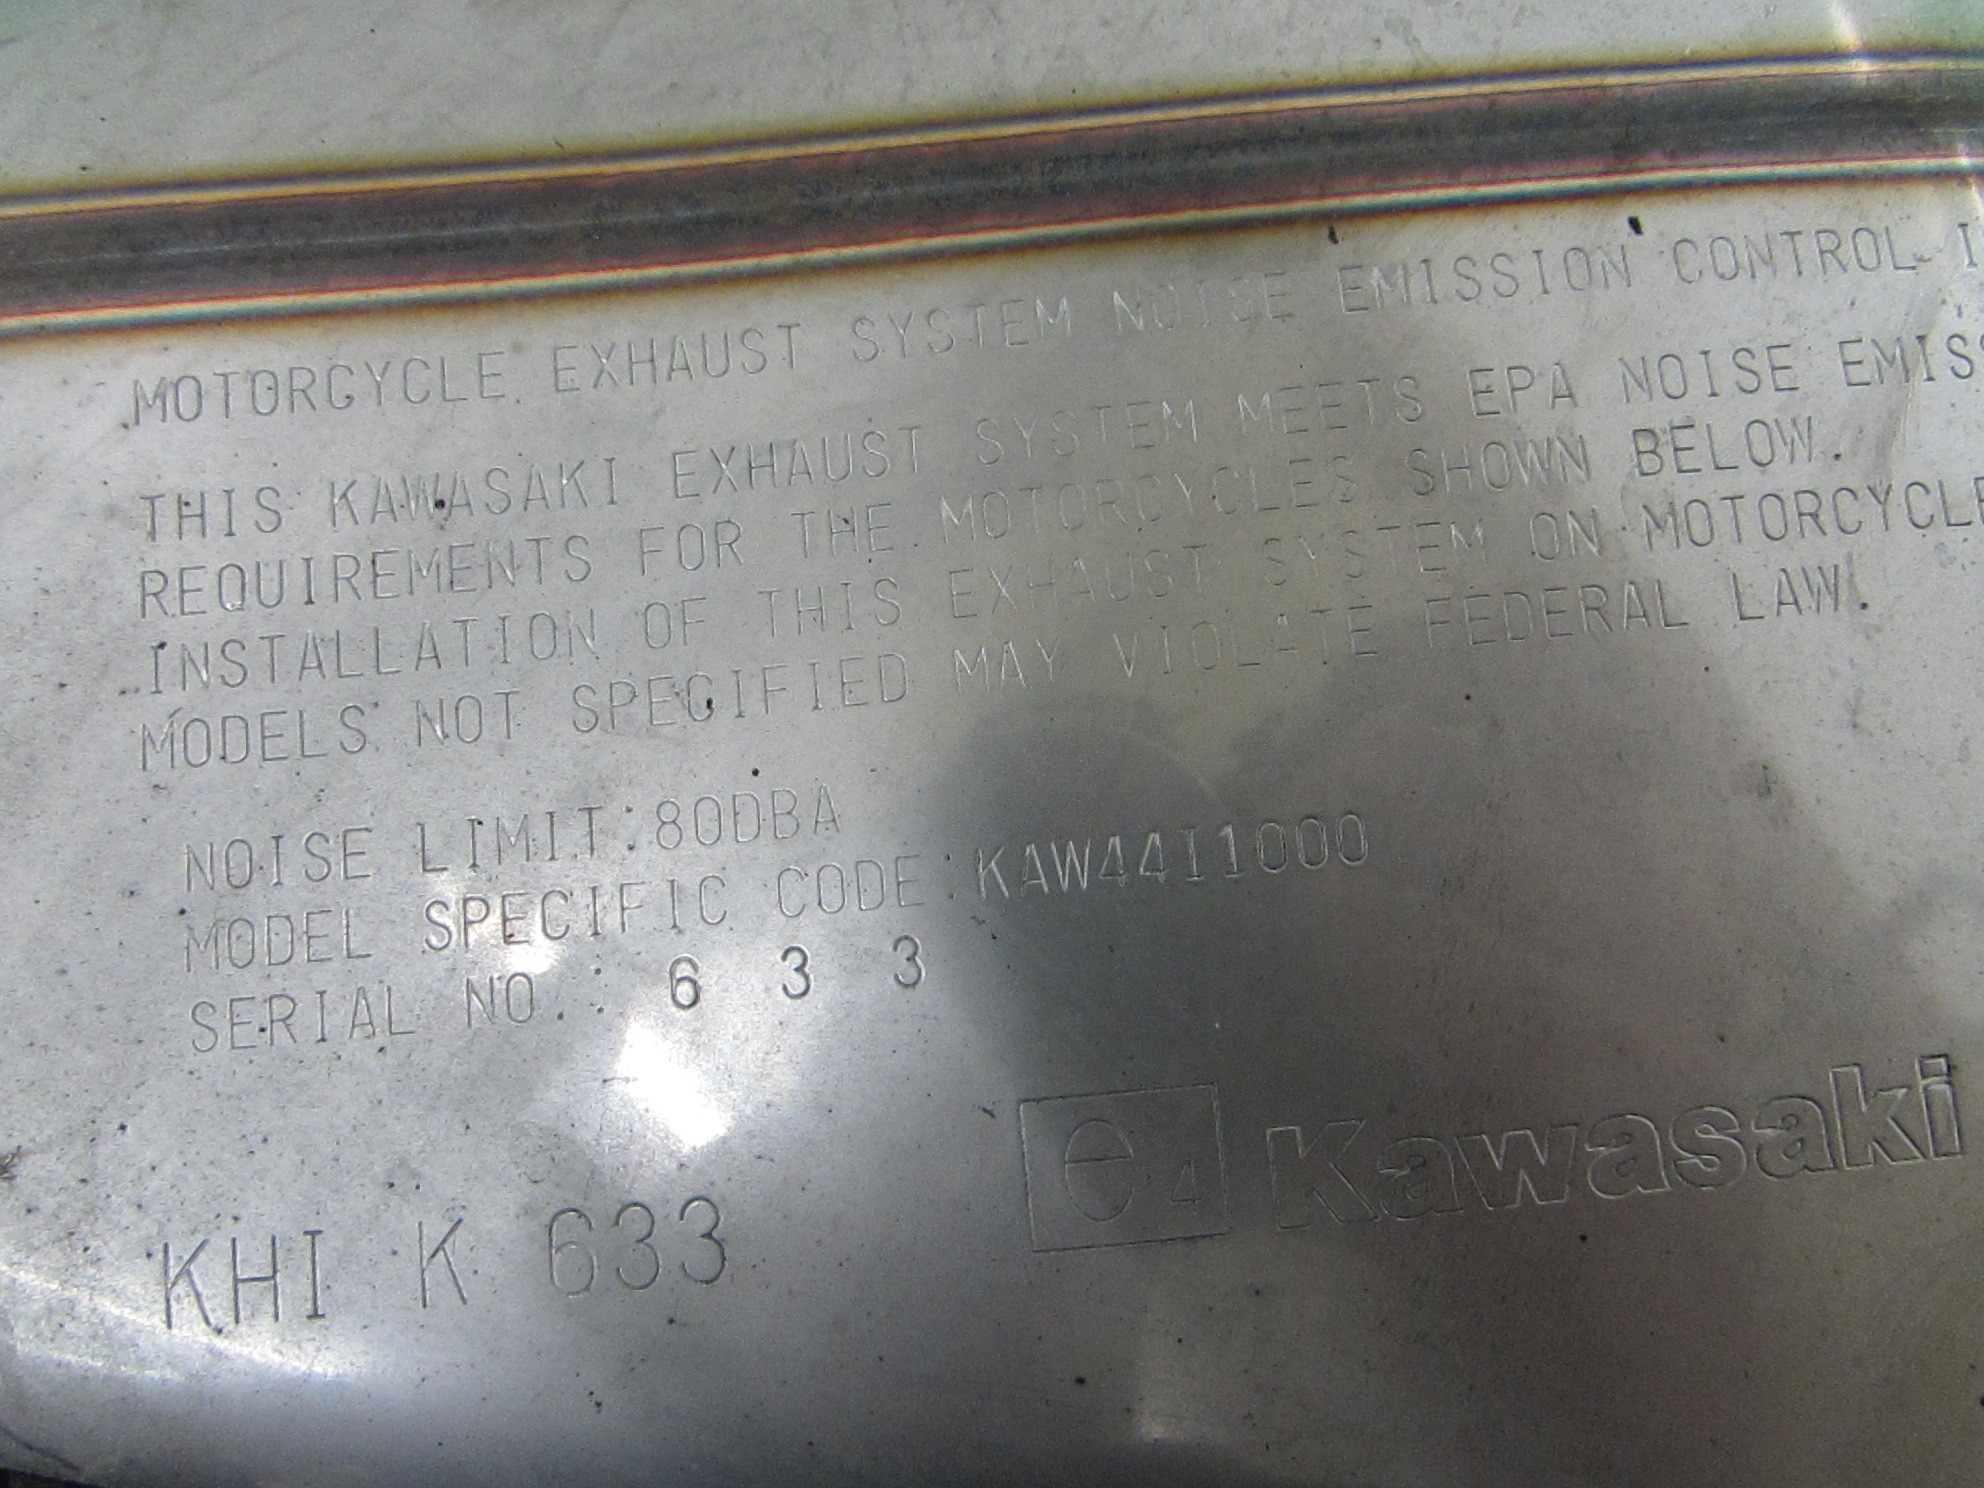 MOTORCYCLE EXHAUST SYSTEM NOISE EMISSION CONTROL
THIS KAWASAKI EXHAUST SYSTEM MEETS EPA NOISE EMISS
REQUIREMENTS FOR THE MOTORCYCLES SHOWN BELOW.
INSTALLATION OF THIS EXHAUST SYSTEM ON MOTORCYCLE
MODELS NOT SPECIFIED MAY VIOLATE FEDERAL LAW.
NOISE LIMIT:80DBA
MODEL SPECIFIC CODE:KAW44I1000
SERIAL NO.: 6 3 3
e4 Kawasaki
KHI K 633